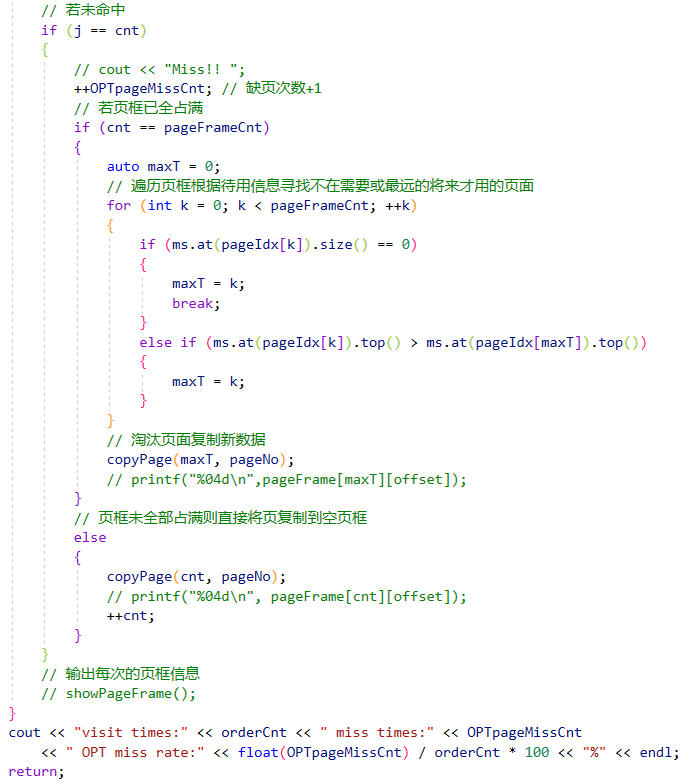 // 若未命中
if (j == cnt)
{
// cout << "Miss!! ";
++OPTpageMissCnt; // 缺页次数+1
// 若页框已全占满
if (cnt == pageFrameCnt)
{
auto maxT = 0;
// 遍历页框根据待用信息寻找不在需要或最远的将来才用的页面
for (int k = 0; k < pageFrameCnt; ++k)
{
if (ms.at(pageIdx[k]).size() == 0)
{
maxT = k;
break;
}
else if (ms.at(pageIdx[k]).top() > ms.at(pageIdx[maxT]).top())
{
maxT = k;
}
}
// 淘汰页面复制新数据
copyPage(maxT, pageNo);
// printf("%04d\n",pageFrame[maxT][offset]);
}
// 页框未全部占满则直接将页复制到空页框
else
{
copyPage(cnt, pageNo);
// printf("%04d\n", pageFrame[cnt][offset]);
++cnt;
}
}
// 输出每次的页框信息
// showPageFrame();
}
cout << "visit times:" << orderCnt << " miss times:" << OPTpageMissCnt
<< " OPT miss rate:" << float(OPTpageMissCnt) / orderCnt * 100 << "%" << endl;
return;